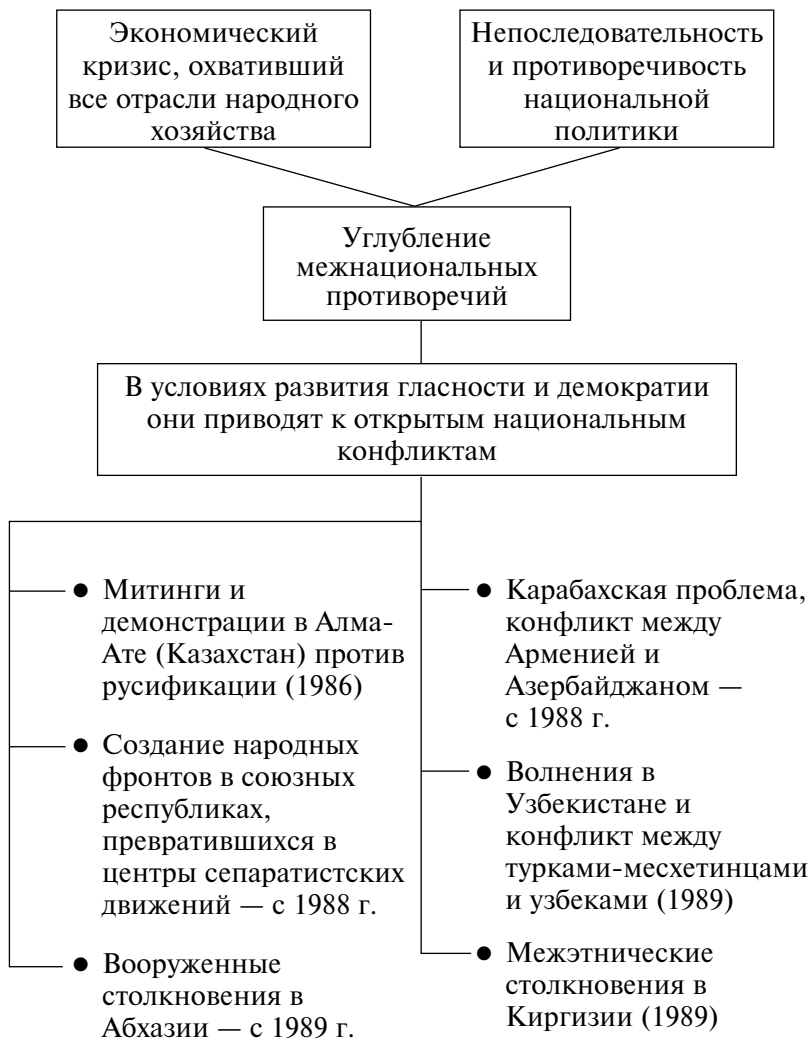 Экономический
кризис, охвативший
все отрасли народного
хозяйства
Непоследовательность
и противоречивость
национальной
политики
Углубление
межнациональных
противоречий
В условиях развития гласности и демократии
они приводят к открытым национальным
конфликтам
● Митинги и
демонстрации в Алма-
Ате (Казахстан) против
русификации (1986)
● Создание народных
фронтов в союзных
республиках,
превратившихся в
центры сепаратистских
движений — с 1988 г.
● Вооруженные
столкновения в
Абхазии — с 1989 г.
● Карабахская проблема,
конфликт между
Арменией и
Азербайджаном —
с 1988 г.
● Волнения в
Узбекистане и
конфликт между
турками-месхетинцами
и узбеками (1989)
● Межэтнические
столкновения в
Киргизии (1989)